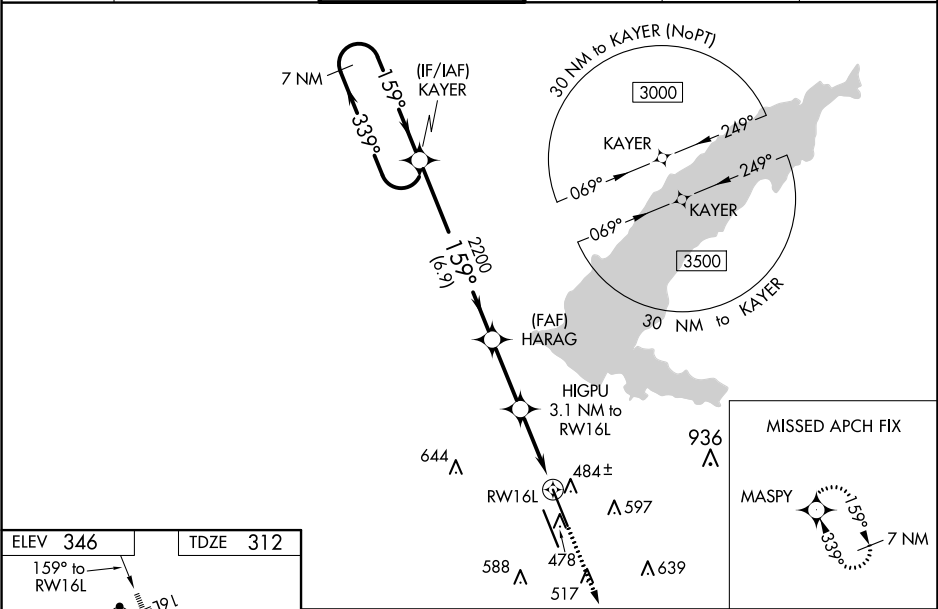 7 NM
159°
339°
(IF/IAF)
KAYER
30 NM to KAYER (NoPT)
3000
KAYER
249°
069°
249°
KAYER
069°
3500
30 NM to KAYER
2200
159°
(6.9)
(FAF)
HARAG
HIGPU
3.1 NM to
RW16L
936
644
484±
RW16L
597
478
588
517
639
MISSED APCH FIX
MASPY
159°
339°
7 NM
ELEV 346
TDZE 312
159° to
RW16L
16L